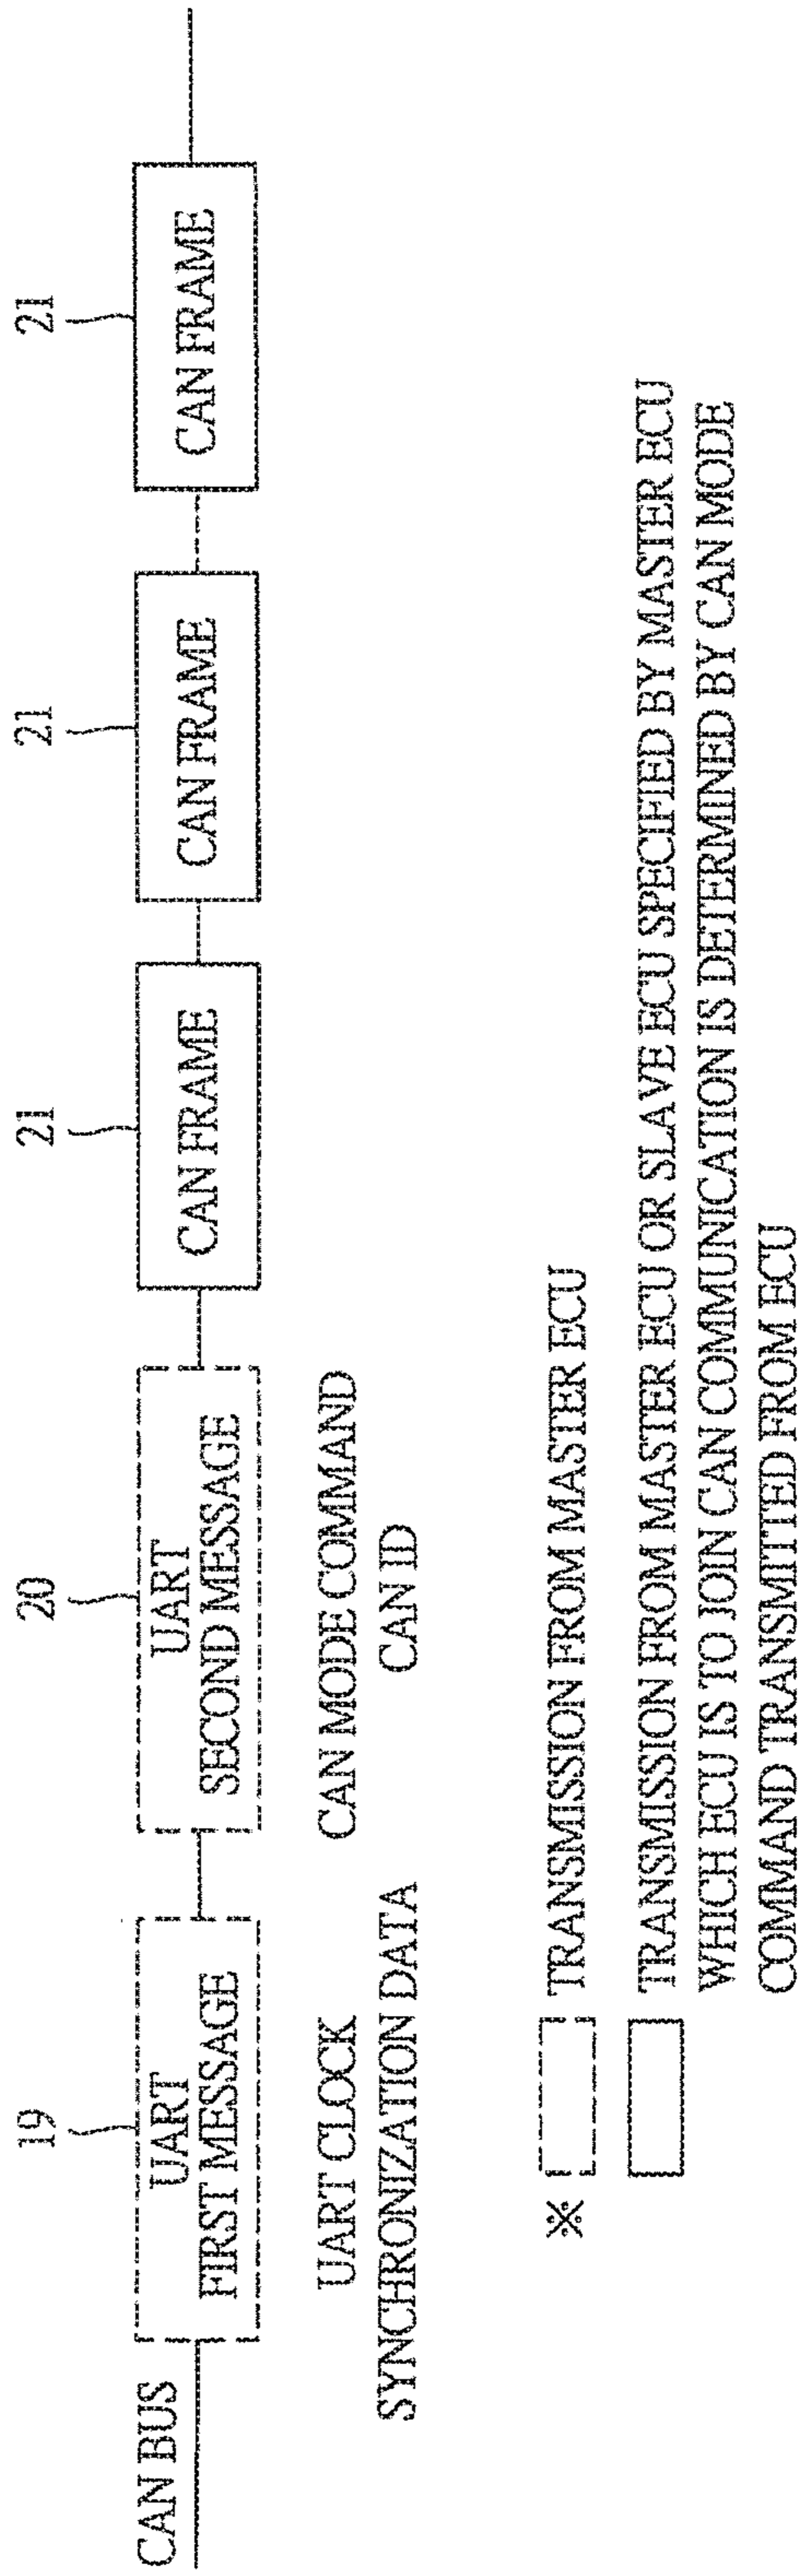 CAN BUS
19
UART
FIRST MESSAGE
UART CLOCK
SYNCHRONIZATION DATA
20
UART
SECOND MESSAGE
CAN MODE COMMAND
CAN ID
21
CAN FRAME
21
CAN FRAME
21
CAN FRAME
※
TRANSMISSION FROM MASTER ECU
TRANSMISSION FROM MASTER ECU OR SLAVE ECU SPECIFIED BY MASTER ECU
WHICH ECU IS TO JOIN CAN COMMUNICATION IS DETERMINED BY CAN MODE
COMMAND TRANSMITTED FROM ECU